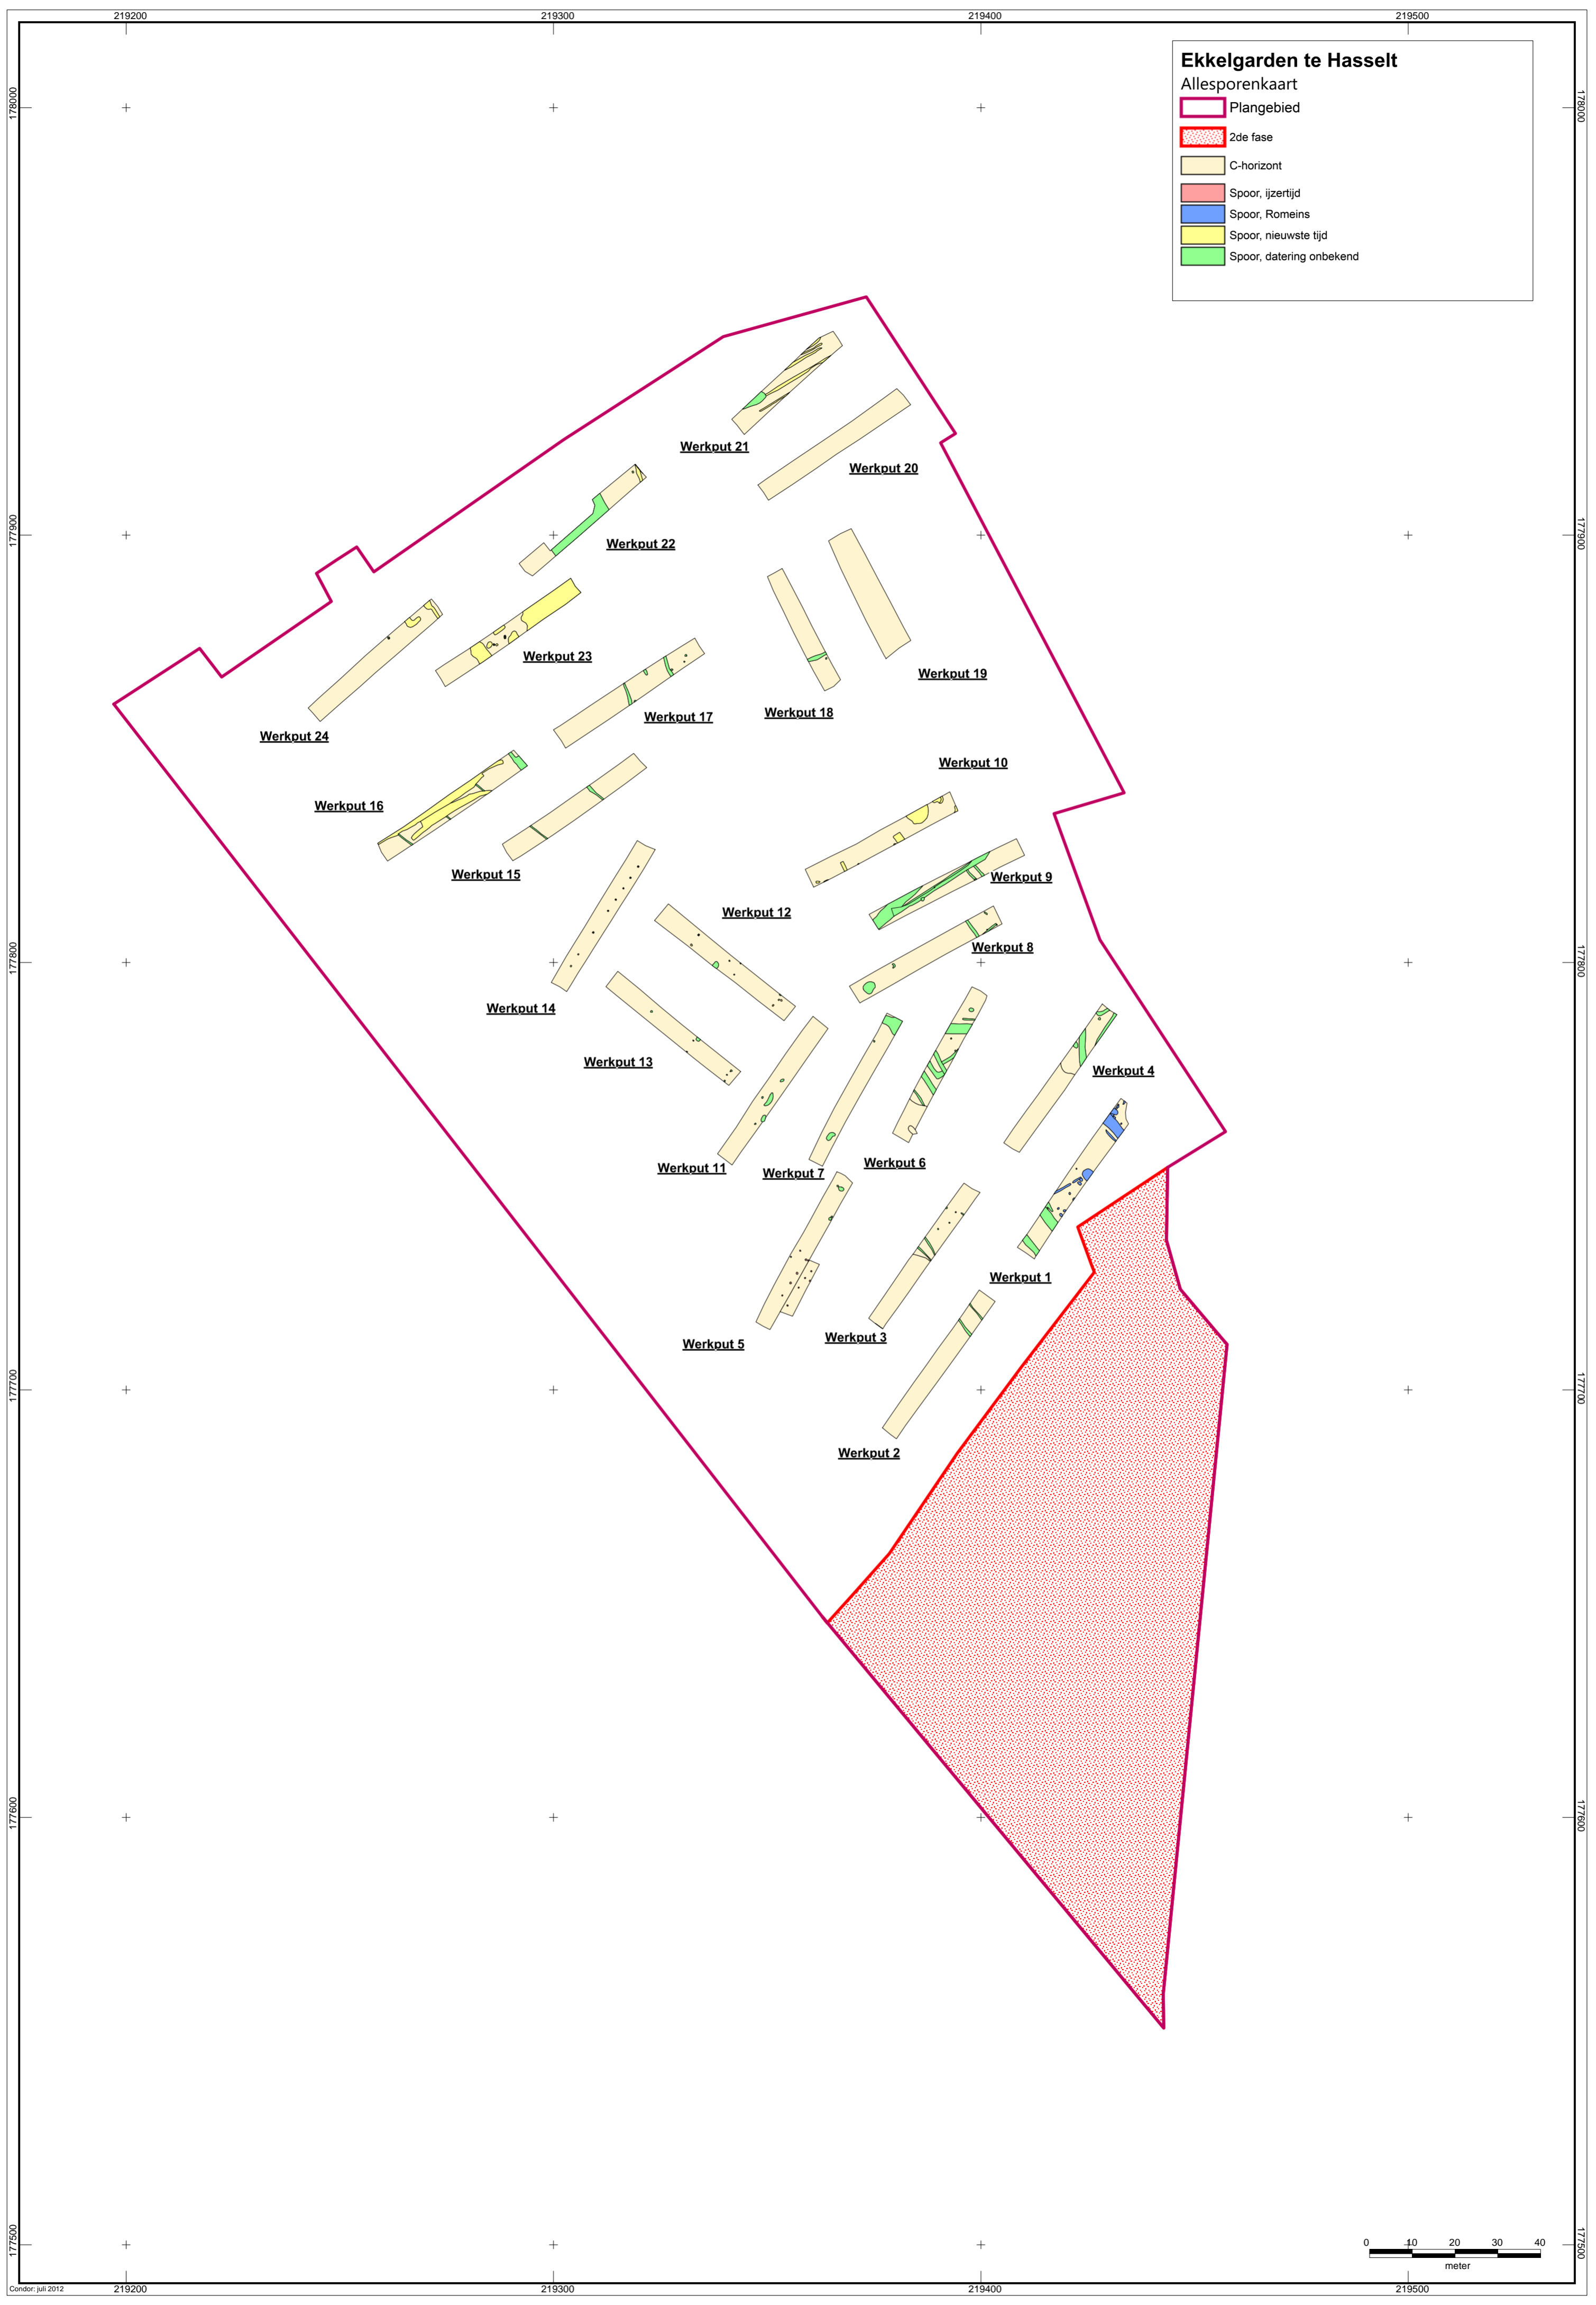 219200 219300 219400 219500
178000 178000
Ekkelgarden te Hasselt
Allesporenkaart
Plangebied
2de fase
C-horizont
Spoor, ijzertijd
Spoor, Romeins
Spoor, nieuwste tijd
Spoor, datering onbekend
Werkput 21
Werkput 20
177900 177900
Werkput 22
Werkput 23
Werkput 19
Werkput 18
Werkput 17
Werkput 24
Werkput 10
Werkput 16
Werkput 15
Werkput 9
Werkput 12
Werkput 8
177800 177800
Werkput 14
Werkput 13
Werkput 4
Werkput 6
Werkput 11
Werkput 7
Werkput 1
Werkput 3
Werkput 5
177700 177700
Werkput 2
177600 177600
177500 177500
0 10 20 30 40
meter
Condor: juli 2012
219200 219300 219400 219500